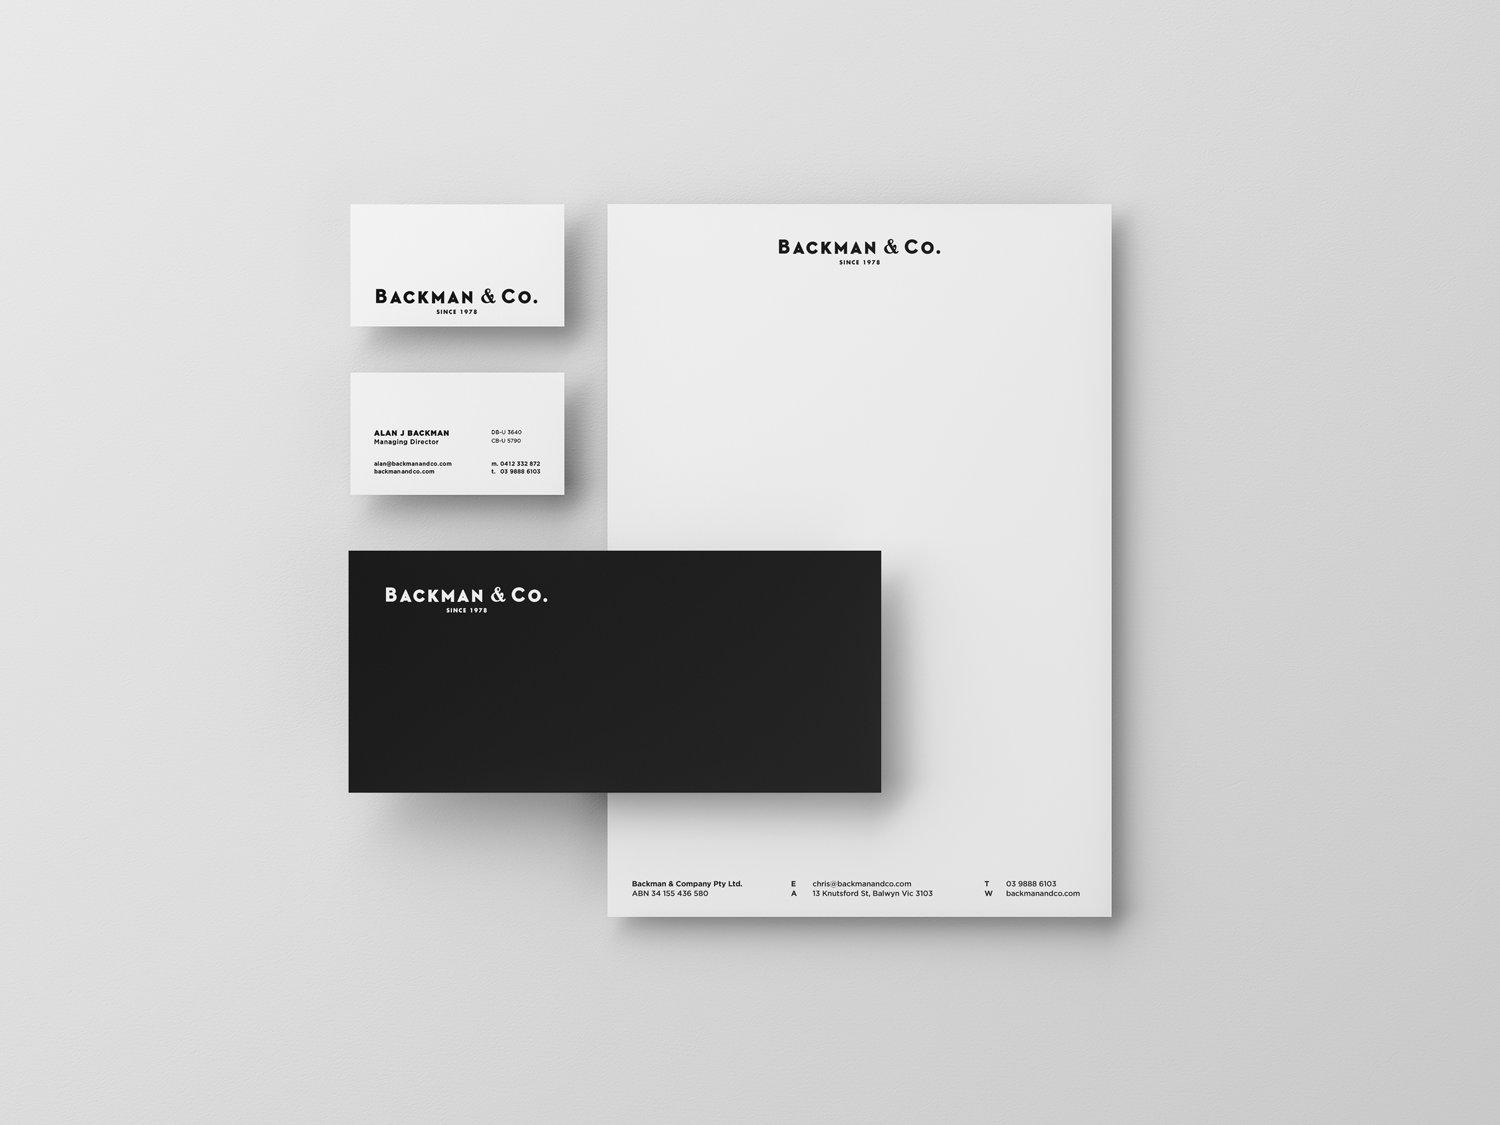 BACKMAN & CO.
SINCE 1978
BACKMAN & CO.
SINCE 1978
ALAN J BACKMAN
Managing Director
DB-U 3640
CB-U 5790
alan@backmanandco.com
backmanandco.com
m. 0412 332 872
t. 03 9888 6103
BACKMAN & CO.
SINCE 1978
Backman & Company Pty Ltd.
ABN 34 155 436 580
E chris@backmanandco.com
A 13 Knutsford St, Balwyn Vic 3103
T 03 9888 6103
W backmanandco.com